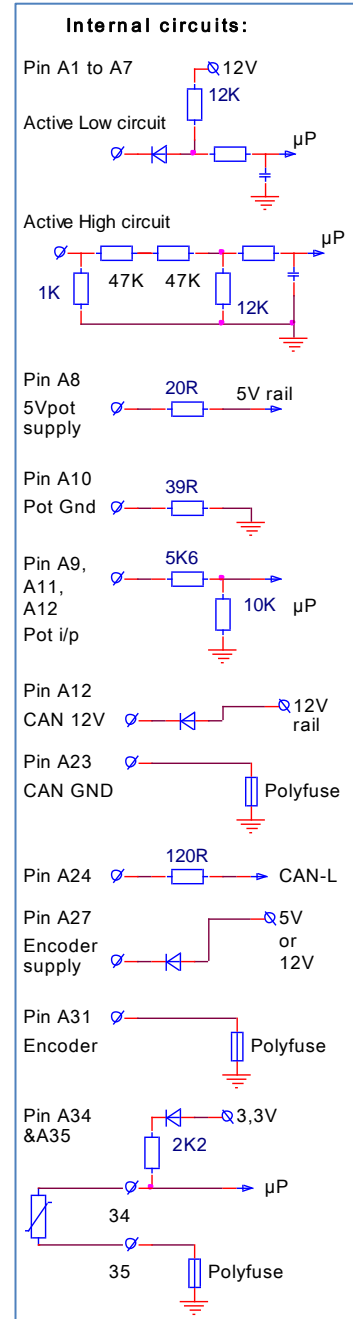 Internal circuits:
Pin A1 to A7
12V
12K
Active Low circuit
µP
Active High circuit
µP
47K 47K
1K
12K
Pin A8
5Vpot
supply
20R
5V rail
Pin A10
Pot Gnd
39R
Pin A9,
A11,
A12
Pot i/p
5K6
10K
µP
Pin A12
CAN 12V
12V
rail
Pin A23
CAN GND
Polyfuse
120R
Pin A24
CAN-L
Pin A27
Encoder
supply
5V
or
12V
Pin A31
Encoder
Polyfuse
Pin A34
&A35
3,3V
2K2
µP
34
35
Polyfuse